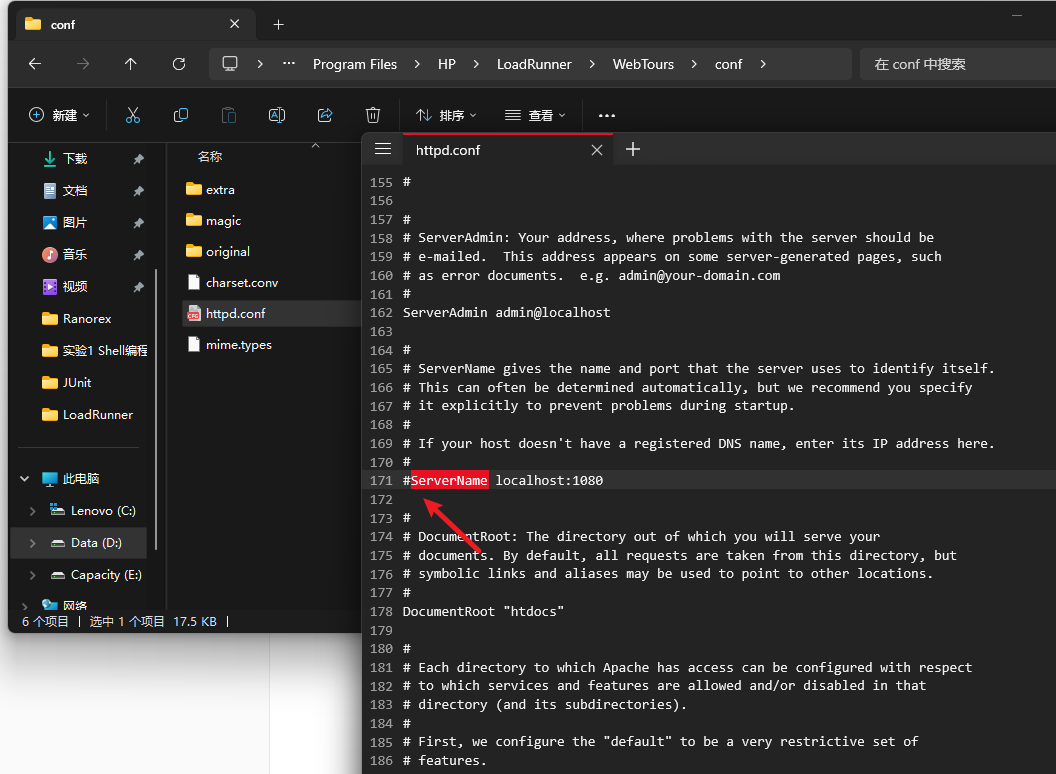 conf
Program Files
HP
LoadRunner
WebTours
conf
在 conf 中搜索
新建
排序
查看
下载
文档
图片
音乐
视频
Ranorex
实验1 Shell编程
JUnit
LoadRunner
此电脑
Lenovo (C:)
Data (D:)
Capacity (E:)
网络
名称
extra
magic
original
charset.conv
httpd.conf
mime.types
6 个项目
选中 1 个项目 17.5 KB
httpd.conf
155 #
156
157 #
158 # ServerAdmin: Your address, where problems with the server should be
159 # e-mailed.  This address appears on some server-generated pages, such
160 # as error documents.  e.g. admin@your-domain.com
161 #
162 ServerAdmin admin@localhost
163
164 #
165 # ServerName gives the name and port that the server uses to identify itself.
166 # This can often be determined automatically, but we recommend you specify
167 # it explicitly to prevent problems during startup.
168 #
169 # If your host doesn't have a registered DNS name, enter its IP address here.
170 #
171 #ServerName localhost:1080
172
173 #
174 # DocumentRoot: The directory out of which you will serve your
175 # documents. By default, all requests are taken from this directory, but
176 # symbolic links and aliases may be used to point to other locations.
177 #
178 DocumentRoot "htdocs"
179
180 #
181 # Each directory to which Apache has access can be configured with respect
182 # to which services and features are allowed and/or disabled in that
183 # directory (and its subdirectories).
184 #
185 # First, we configure the "default" to be a very restrictive set of
186 # features.